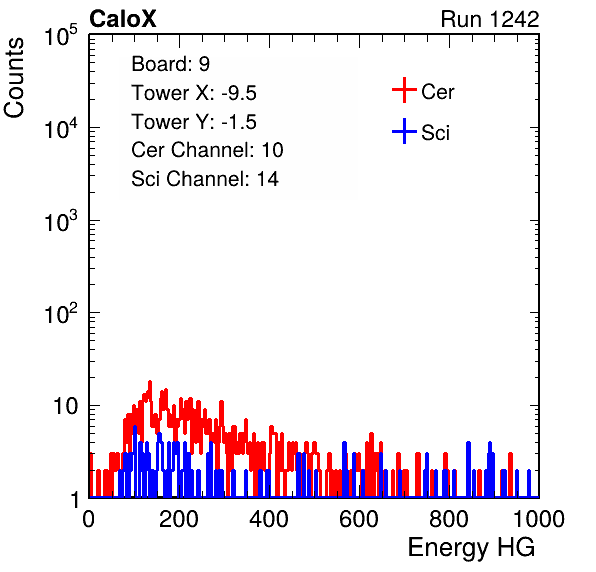 CaloX Run 1242
Counts
10^5
10^4
10^3
10^2
10
1
Board: 9
Tower X: -9.5
Tower Y: -1.5
Cer Channel: 10
Sci Channel: 14
Cer
Sci
0 200 400 600 800 1000
Energy HG